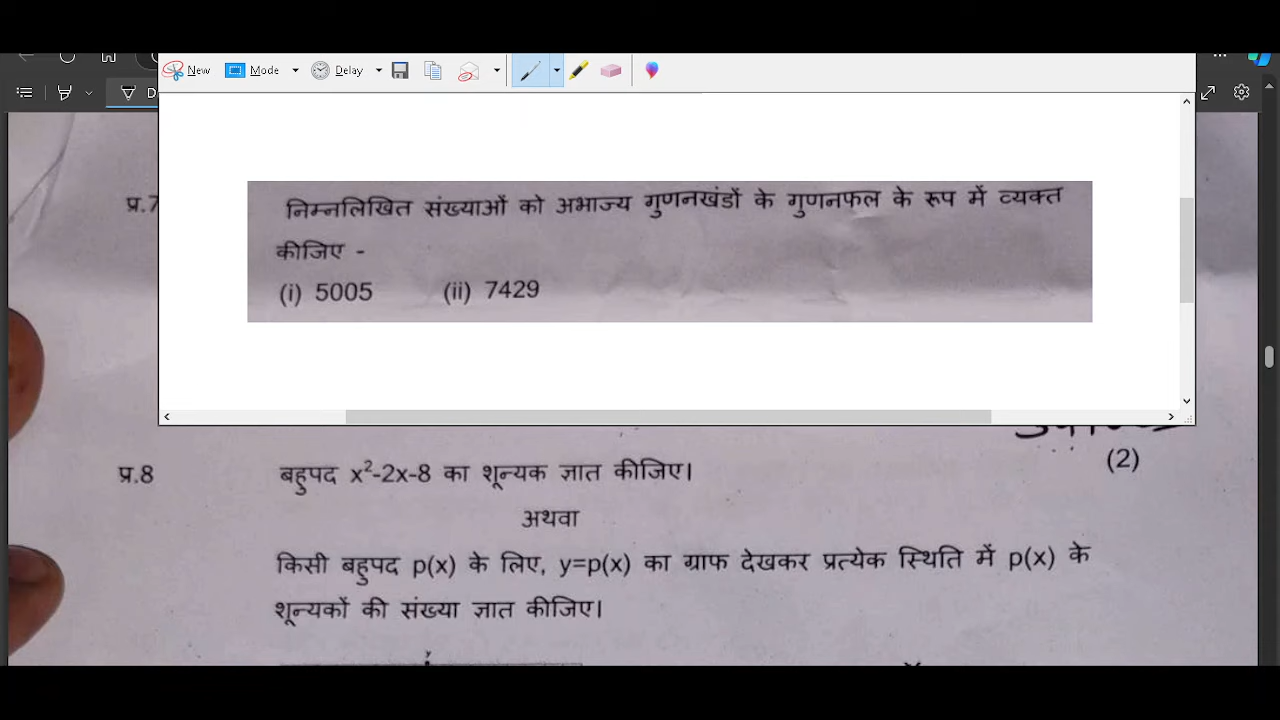 New Mode Delay
D
प्र.7
निम्नलिखित संख्याओं को अभाज्य गुणनखंडों के गुणनफल के रूप में व्यक्त
कीजिए -
(i) 5005 (ii) 7429
(2)
प्र.8 बहुपद x²-2x-8 का शून्यक ज्ञात कीजिए।
अथवा
किसी बहुपद p(x) के लिए, y=p(x) का ग्राफ देखकर प्रत्येक स्थिति में p(x) के
शून्यकों की संख्या ज्ञात कीजिए।